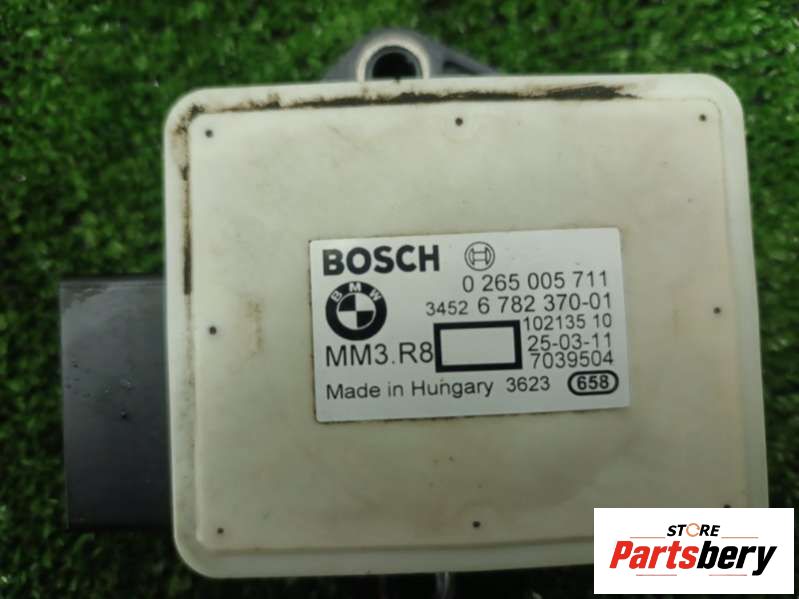 BOSCH
0 265 005 711
BMW
3452 6 782 370-01
102135 10
MM3.R8
25-03-11
7039504
Made in Hungary 3623 658
STORE
Partsbery